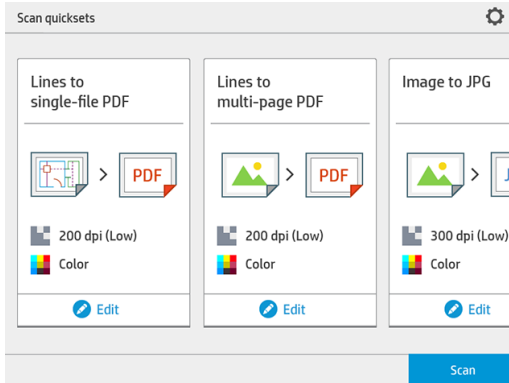 Scan quicksets
Lines to
single-file PDF
PDF
200 dpi (Low)
Color
Edit
Lines to
multi-page PDF
PDF
200 dpi (Low)
Color
Edit
Image to JPG
300 dpi (Low)
Color
Edit
Scan